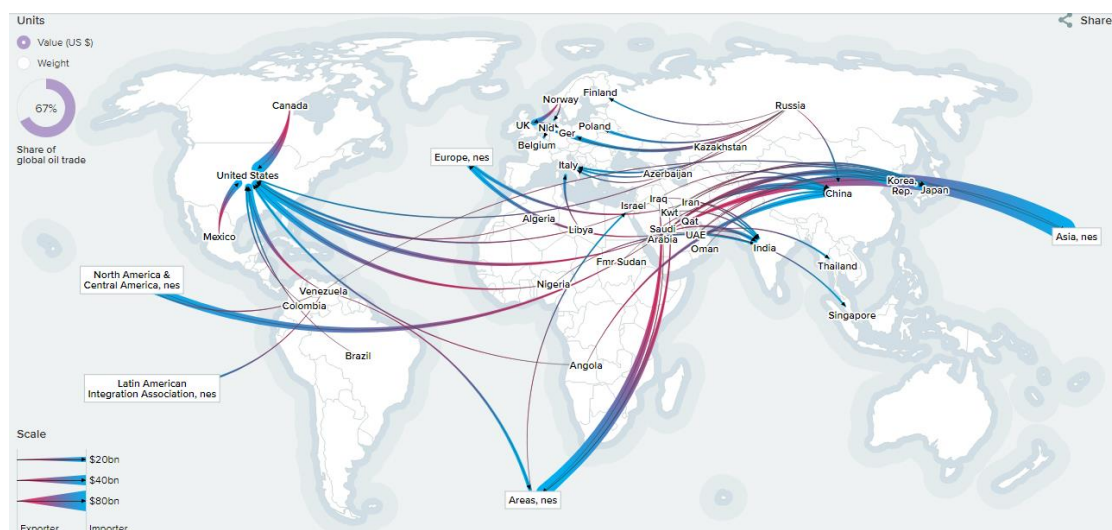 Units
Share
Value (US $)
Weight
67%
Share of
global oil trade
Canada
United States
Mexico
North America &
Central America, nes
Venezuela
Colombia
Brazil
Latin American
Integration Association, nes
Norway
Finland
Russia
UK
Nld
Ger
Poland
Belgium
Kazakhstan
Europe, nes
Italy
Azerbaijan
Israel
Iraq
Iran
Kwt
Qat
Saudi
Arabia
UAE
Oman
Algeria
Libya
Fmr Sudan
Nigeria
Angola
Korea,
Rep.
Japan
China
India
Thailand
Singapore
Asia, nes
Areas, nes
Scale
$20bn
$40bn
$80bn
Exporter
Importer